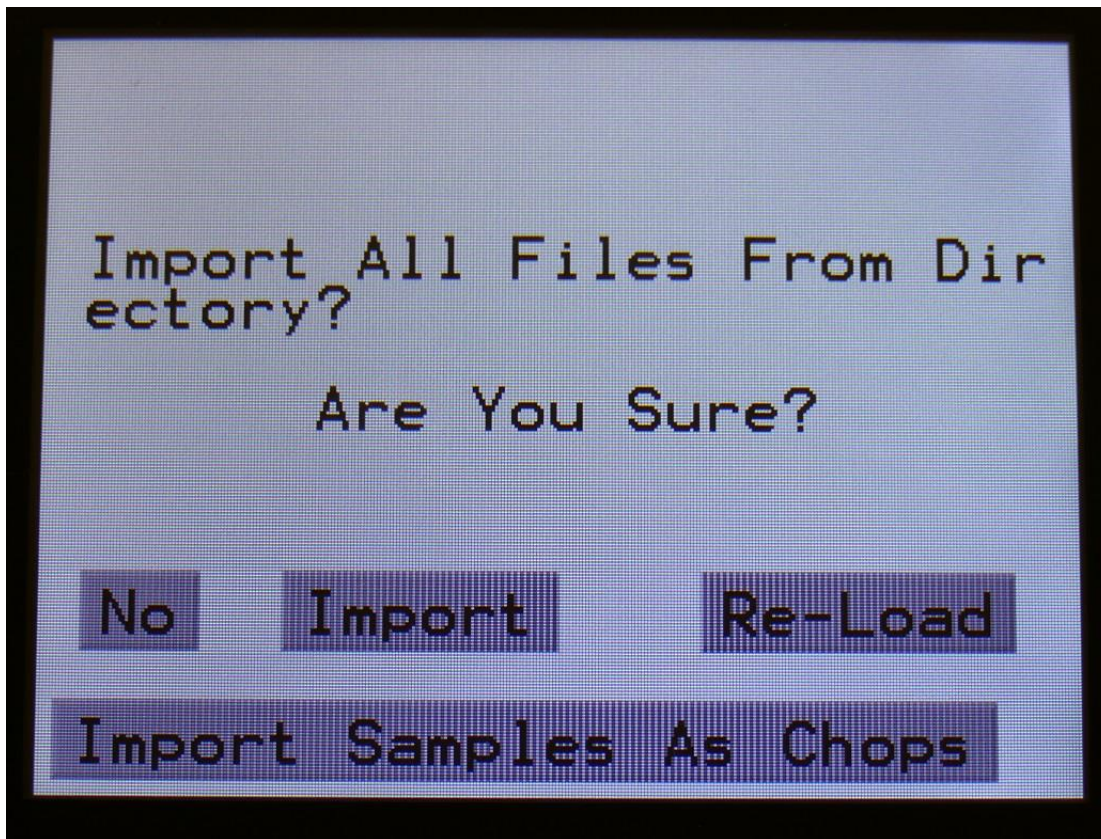 Import All Files From Dir
ectory?
Are You Sure?
No Import Re-Load
Import Samples As Chops